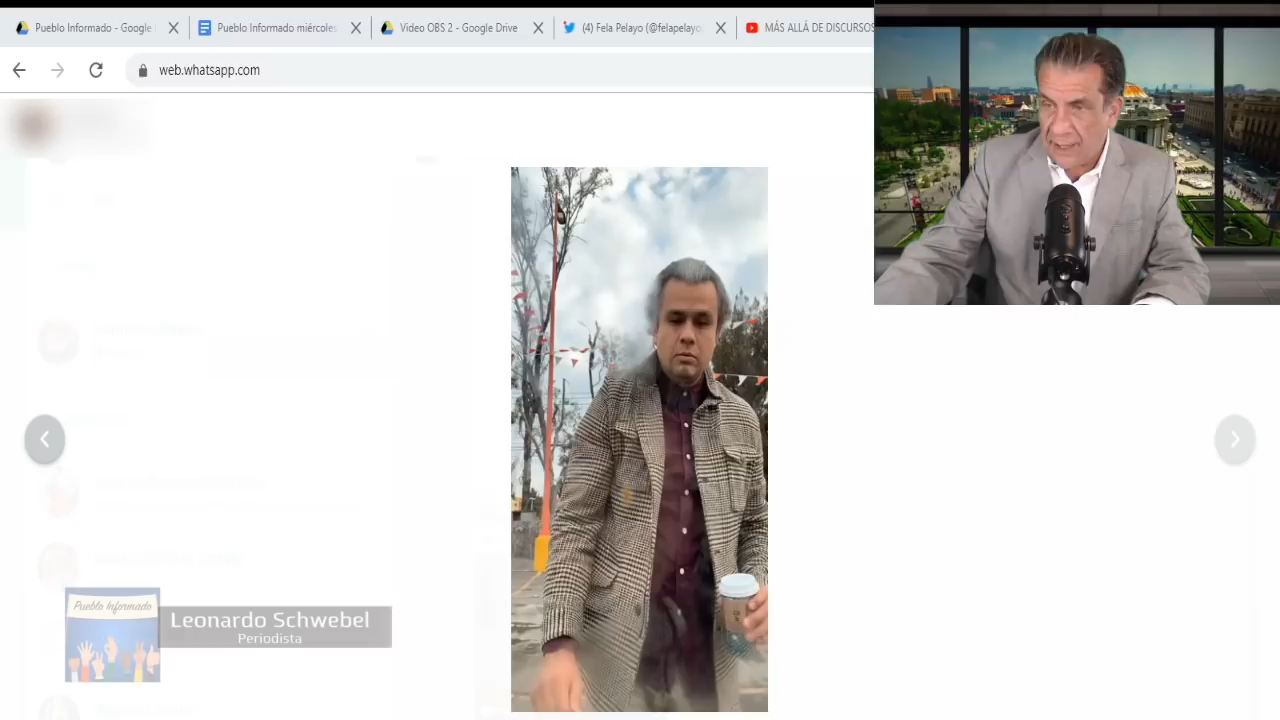 Pueblo Informado - Google
Pueblo Informado miércoles
Video OBS 2 - Google Drive
(4) Fela Pelayo (@felapelayo
MÁS ALLÁ DE DISCURSOS
web.whatsapp.com
Pueblo Informado
Leonardo Schwebel
Periodista